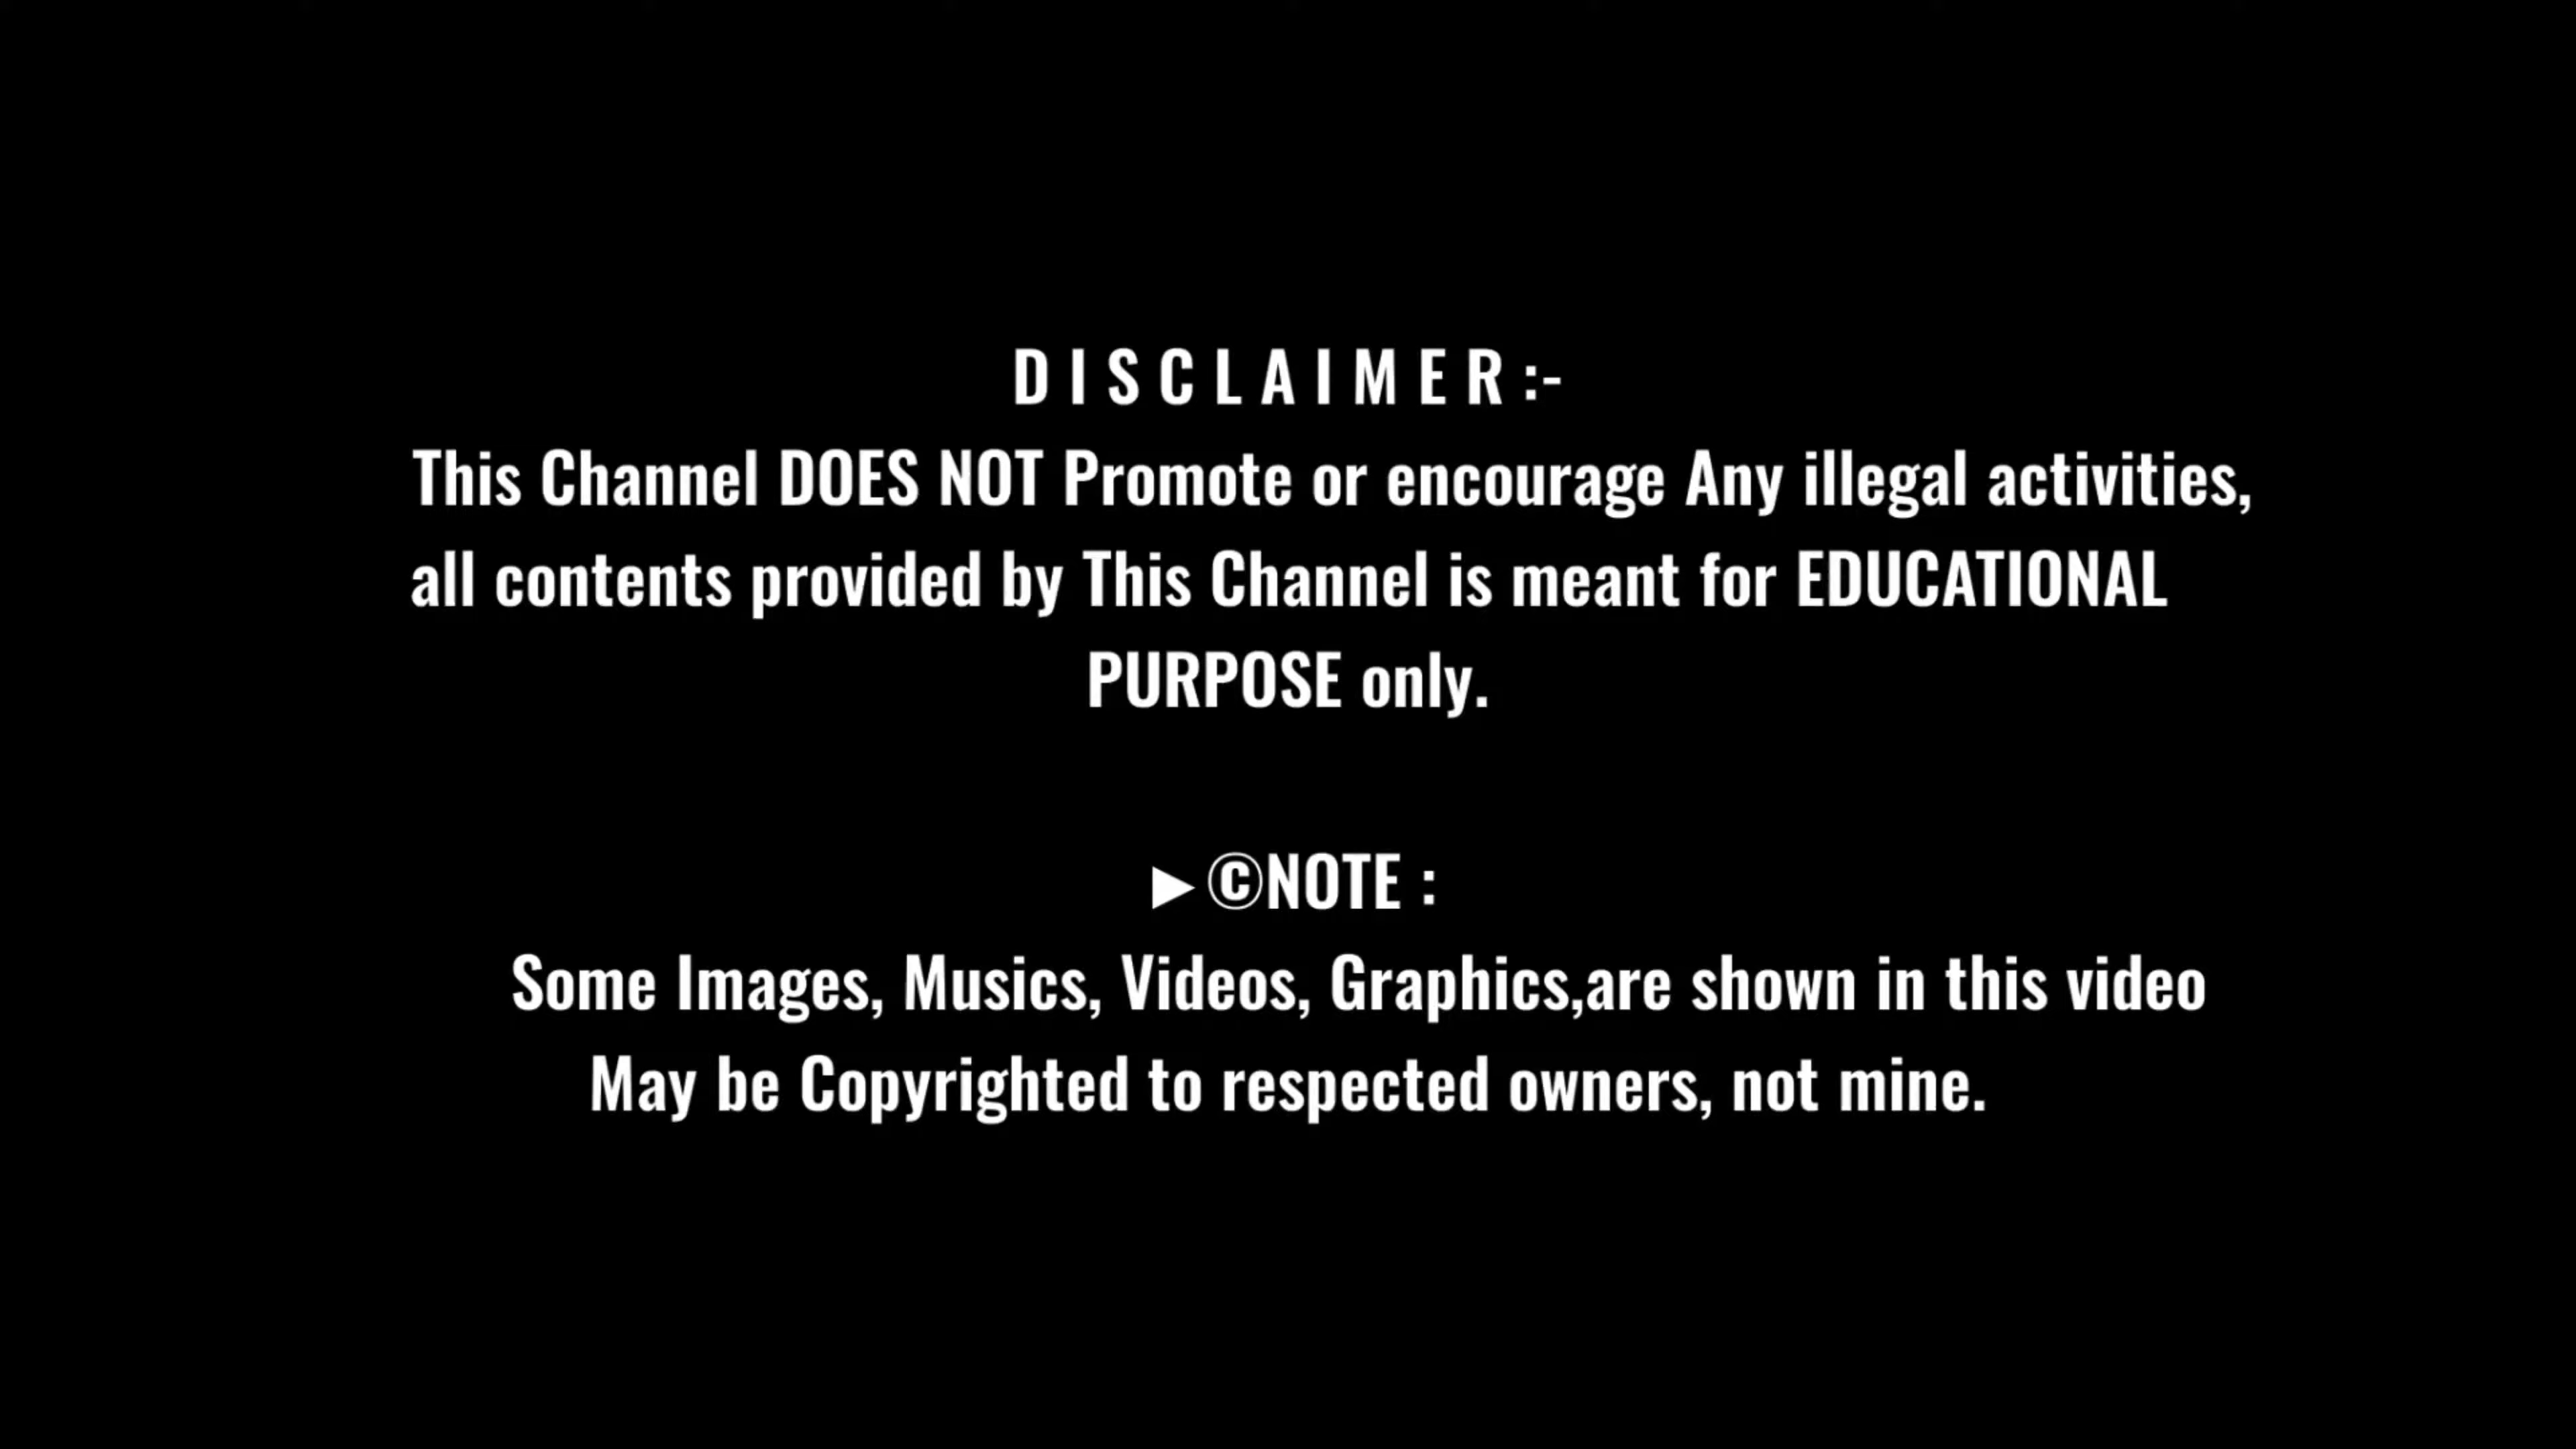 D I S C L A I M E R :-
This Channel DOES NOT Promote or encourage Any illegal activities,
all contents provided by This Channel is meant for EDUCATIONAL
PURPOSE only.
►©NOTE :
Some Images, Musics, Videos, Graphics,are shown in this video
May be Copyrighted to respected owners, not mine.